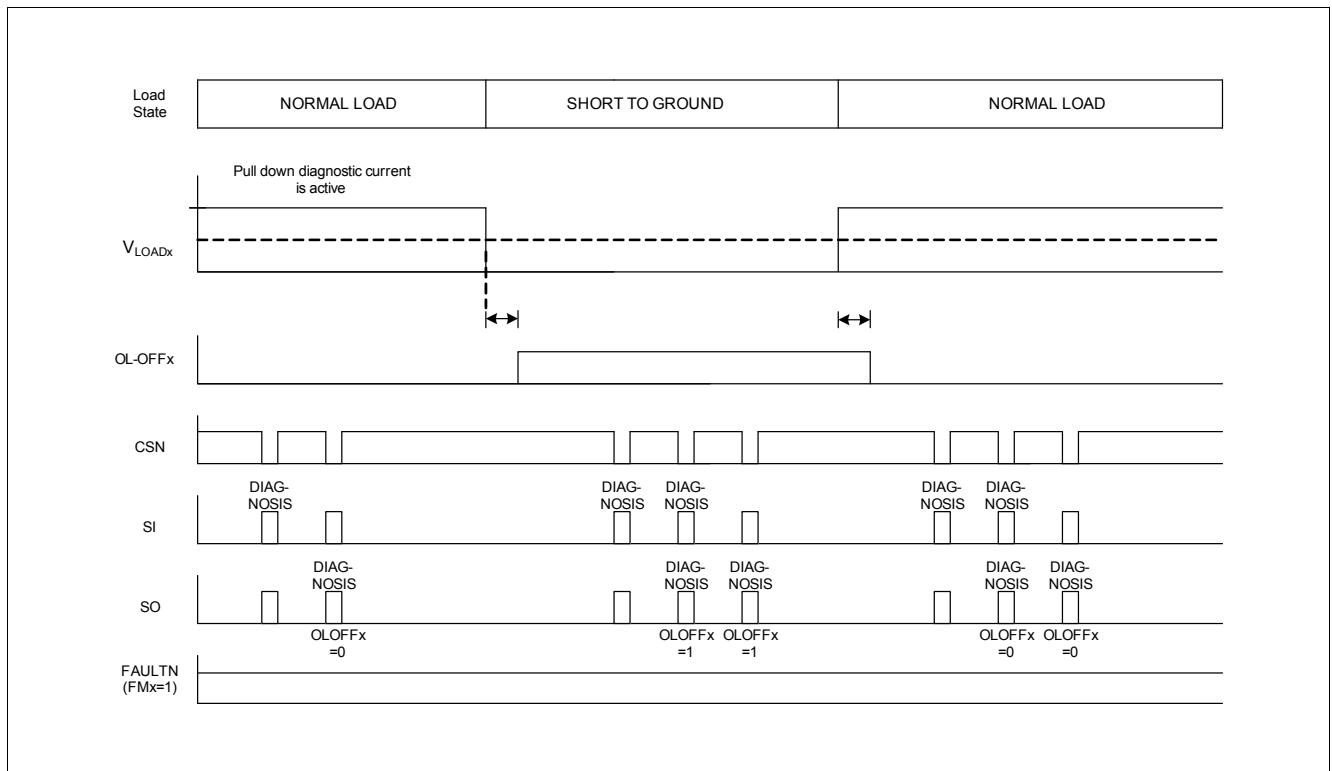 Load
State
NORMAL LOAD
SHORT TO GROUND
NORMAL LOAD
Pull down diagnostic current
is active
VLOADx
OL-OFFx
CSN
DIAG-
NOSIS
DIAG-
NOSIS
DIAG-
NOSIS
DIAG-
NOSIS
DIAG-
NOSIS
SI
DIAG-
NOSIS
DIAG-
NOSIS
DIAG-
NOSIS
DIAG-
NOSIS
DIAG-
NOSIS
SO
OLOFFx
=0
OLOFFx
=1
OLOFFx
=1
OLOFFx
=0
OLOFFx
=0
FAULTN
(FMx=1)